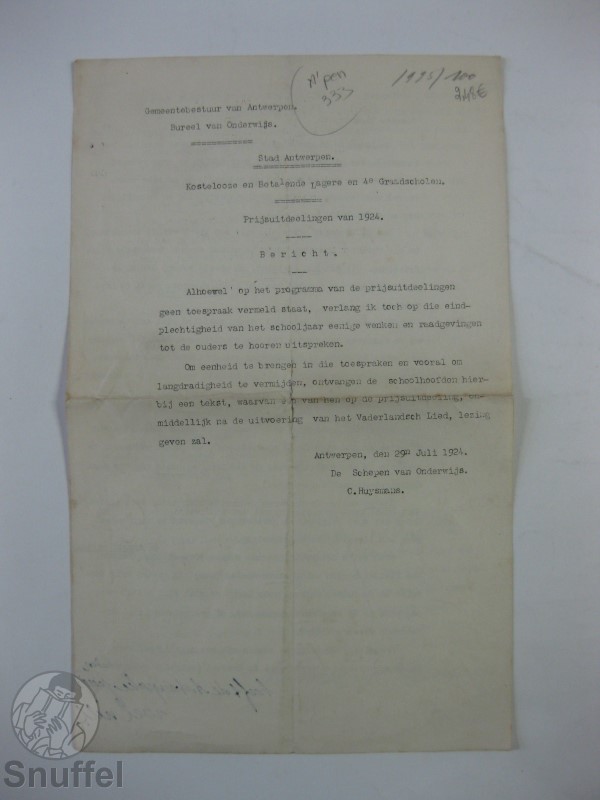 A'pen
333
1925/100
248€
Gemeentebestuur van Antwerpen.
Bureel van Onderwijs.
Stad Antwerpen.
Kostelooze en Betalende Lagere en 4e Graadscholen.
Prijsuitdeelingen van 1924.
Bericht.
Alhoewel op het programma van de prijsuitdeelingen
geen toespraak vermeld staat, verlang ik toch op die eind-
plechtigheid van het schooljaar eenige wenken en raadgevingen
tot de ouders te hooren uitspreken.
Om eenheid te brengen in die toespraken en vooral om
langdradigheid te vermijden, ontvangen de schoolhoofden hier-
bij een tekst, waarvan één van hen op de prijsuitdeeling, on-
middellijk na de uitvoering van het Vaderlandsch Lied, lezing
geven zal.
Antwerpen, den 29n Juli 1924.
De Schepen van Onderwijs.
C.Huysmans.
Snuffel